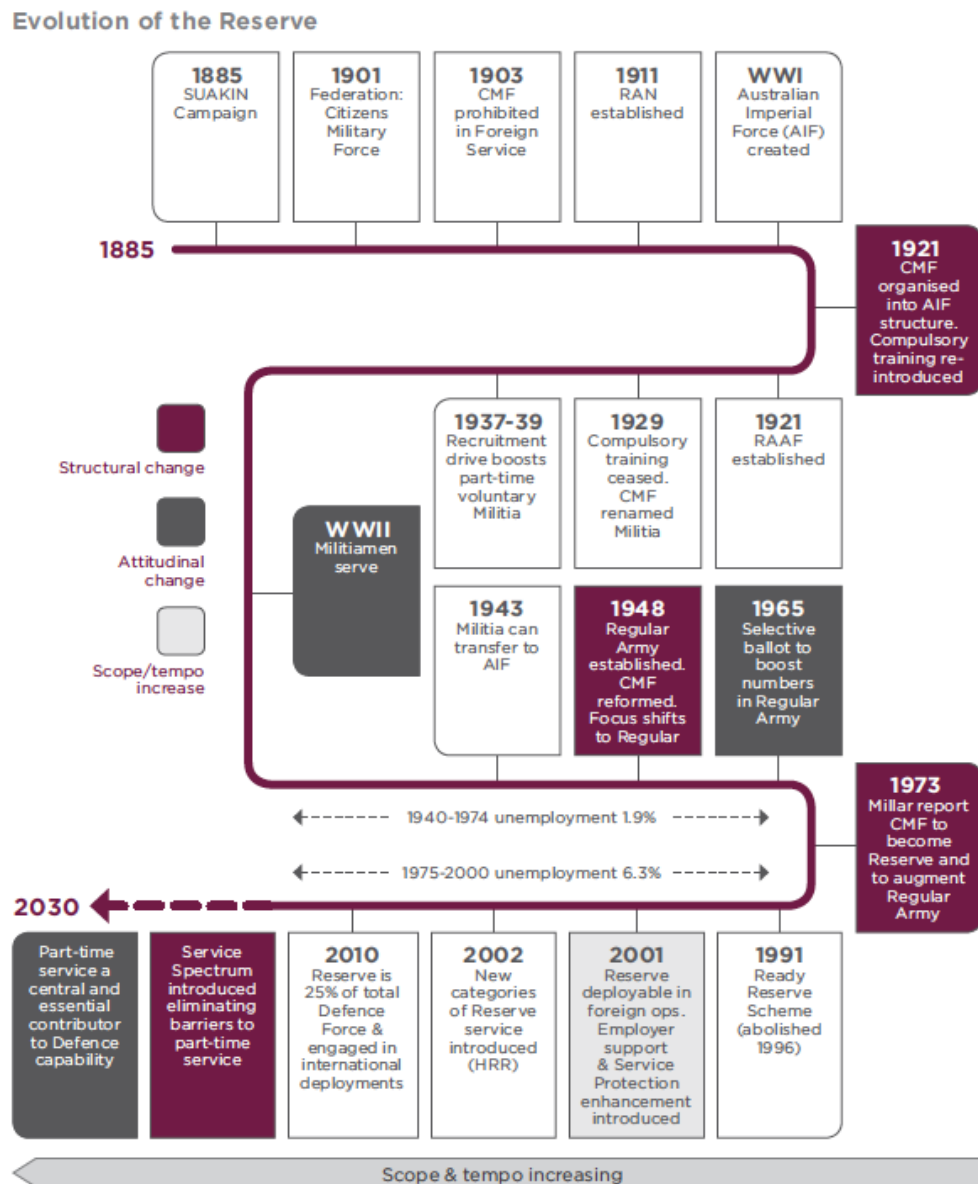 Evolution of the Reserve
1885
SUAKIN
Campaign
1901
Federation:
Citizens
Military
Force
1903
CMF
prohibited
in Foreign
Service
1911
RAN
established
WWI
Australian
Imperial
Force (AIF)
created
1885
1921
CMF
organised
into AIF
structure.
Compulsory
training re-
introduced
Structural change
Attitudinal
change
Scope/tempo
increase
WWII
Militiamen
serve
1937-39
Recruitment
drive boosts
part-time
voluntary
Militia
1929
Compulsory
training
ceased.
CMF
renamed
Militia
1921
RAAF
established
1943
Militia can
transfer to
AIF
1948
Regular
Army
established.
CMF
reformed.
Focus shifts
to Regular
1965
Selective
ballot to
boost
numbers
in Regular
Army
1973
Millar report
CMF to
become
Reserve and
to augment
Regular
Army
1940-1974 unemployment 1.9%
1975-2000 unemployment 6.3%
2030
Part-time
service a
central and
essential
contributor
to Defence
capability
Service
Spectrum
introduced
eliminating
barriers to
part-time
service
2010
Reserve is
25% of total
Defence
Force &
engaged in
international
deployments
2002
New
categories
of Reserve
service
introduced
(HRR)
2001
Reserve
deployable in
foreign ops.
Employer
support
& Service
Protection
enhancement
introduced
1991
Ready
Reserve
Scheme
(abolished
1996)
Scope & tempo increasing